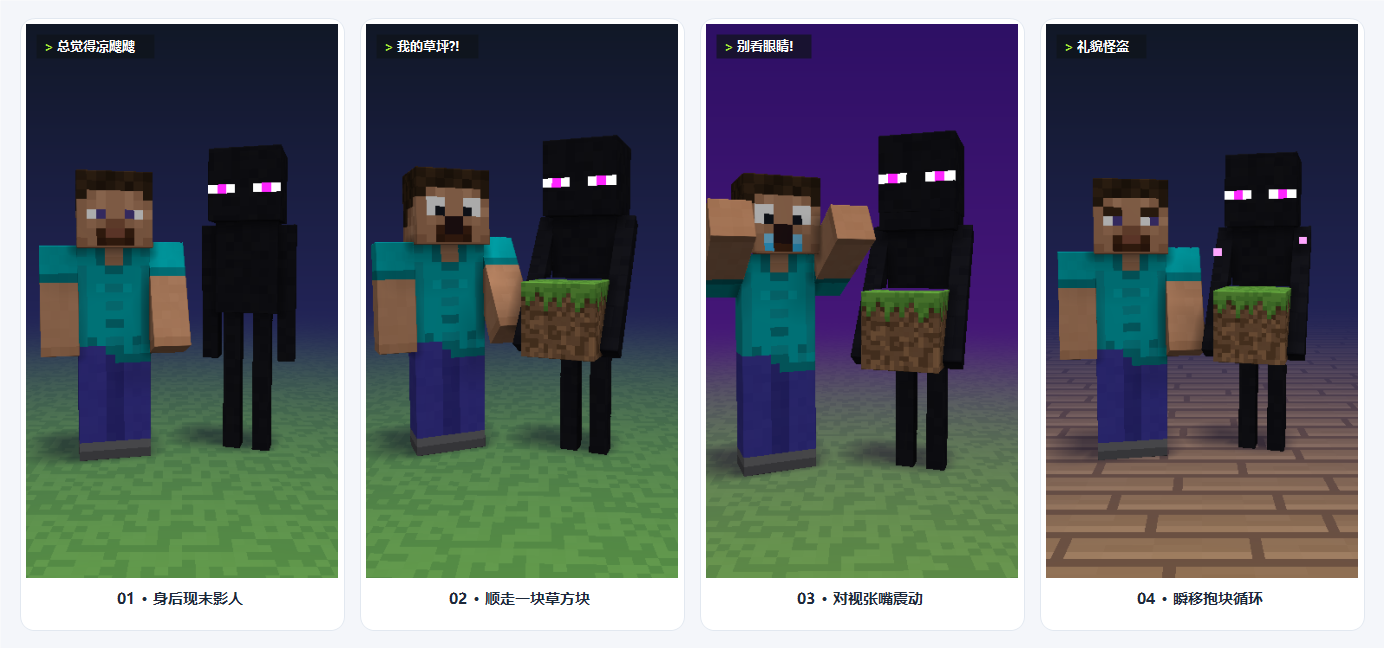 > 总觉得凉飕飕
> 我的草坪?!
> 别看眼睛!
> 礼貌怪盗
01 • 身后现末影人
02 • 顺走一块草方块
03 • 对视张嘴震动
04 • 瞬移抱块循环